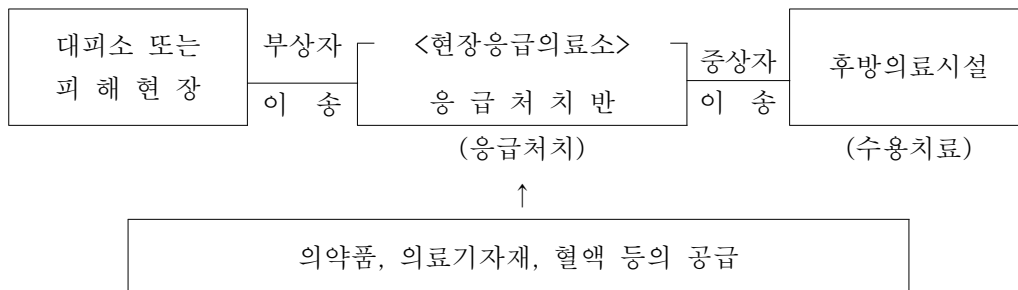 대피소 또는
피 해 현 장
부상자
이 송
<현장응급의료소>
응 급 처 치 반
(응급처치)
중상자
이 송
후방의료시설
(수용치료)
↑
의약품, 의료기자재, 혈액 등의 공급